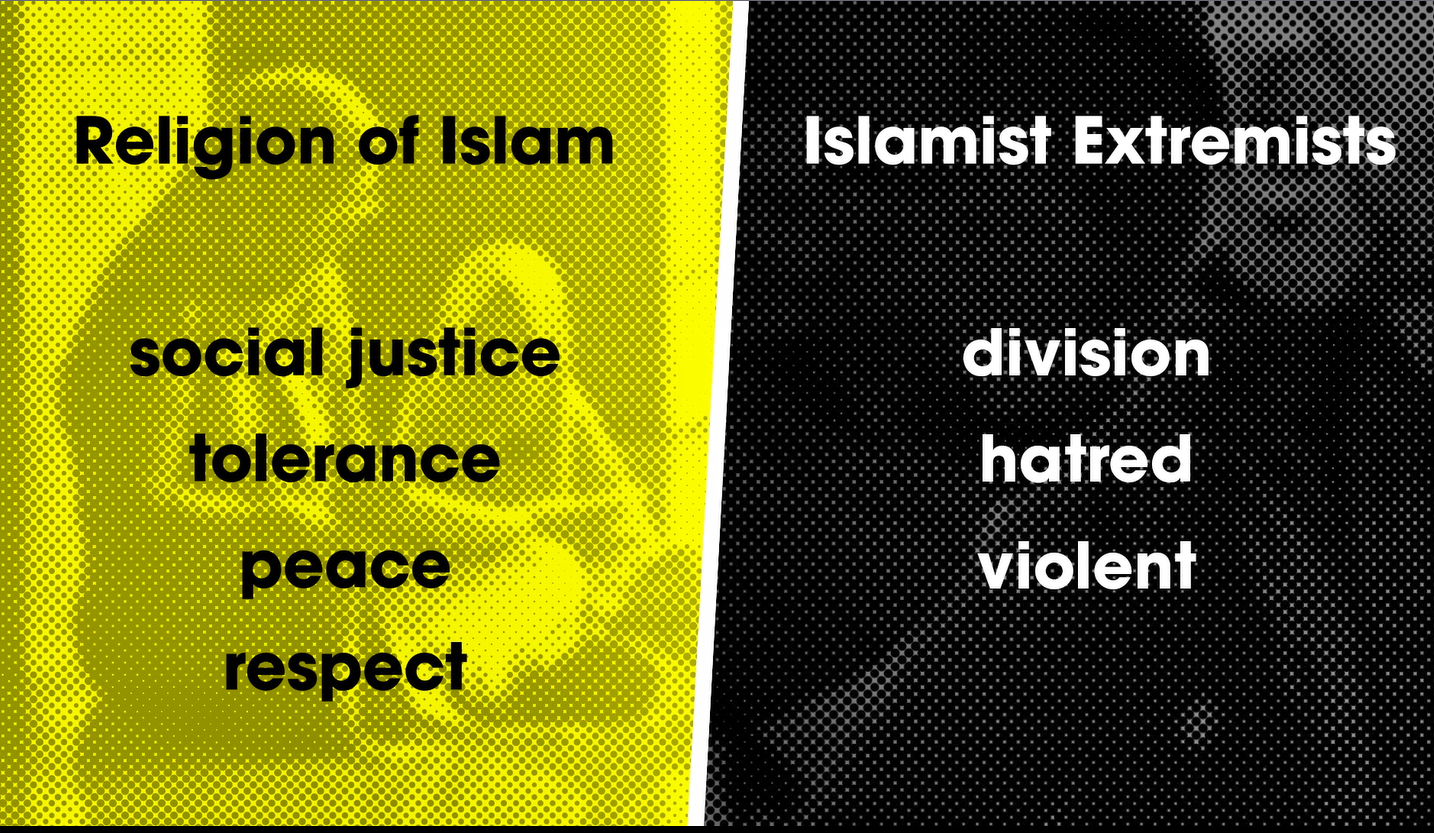 Religion of Islam
social justice
tolerance
peace
respect
Islamist Extremists
division
hatred
violent